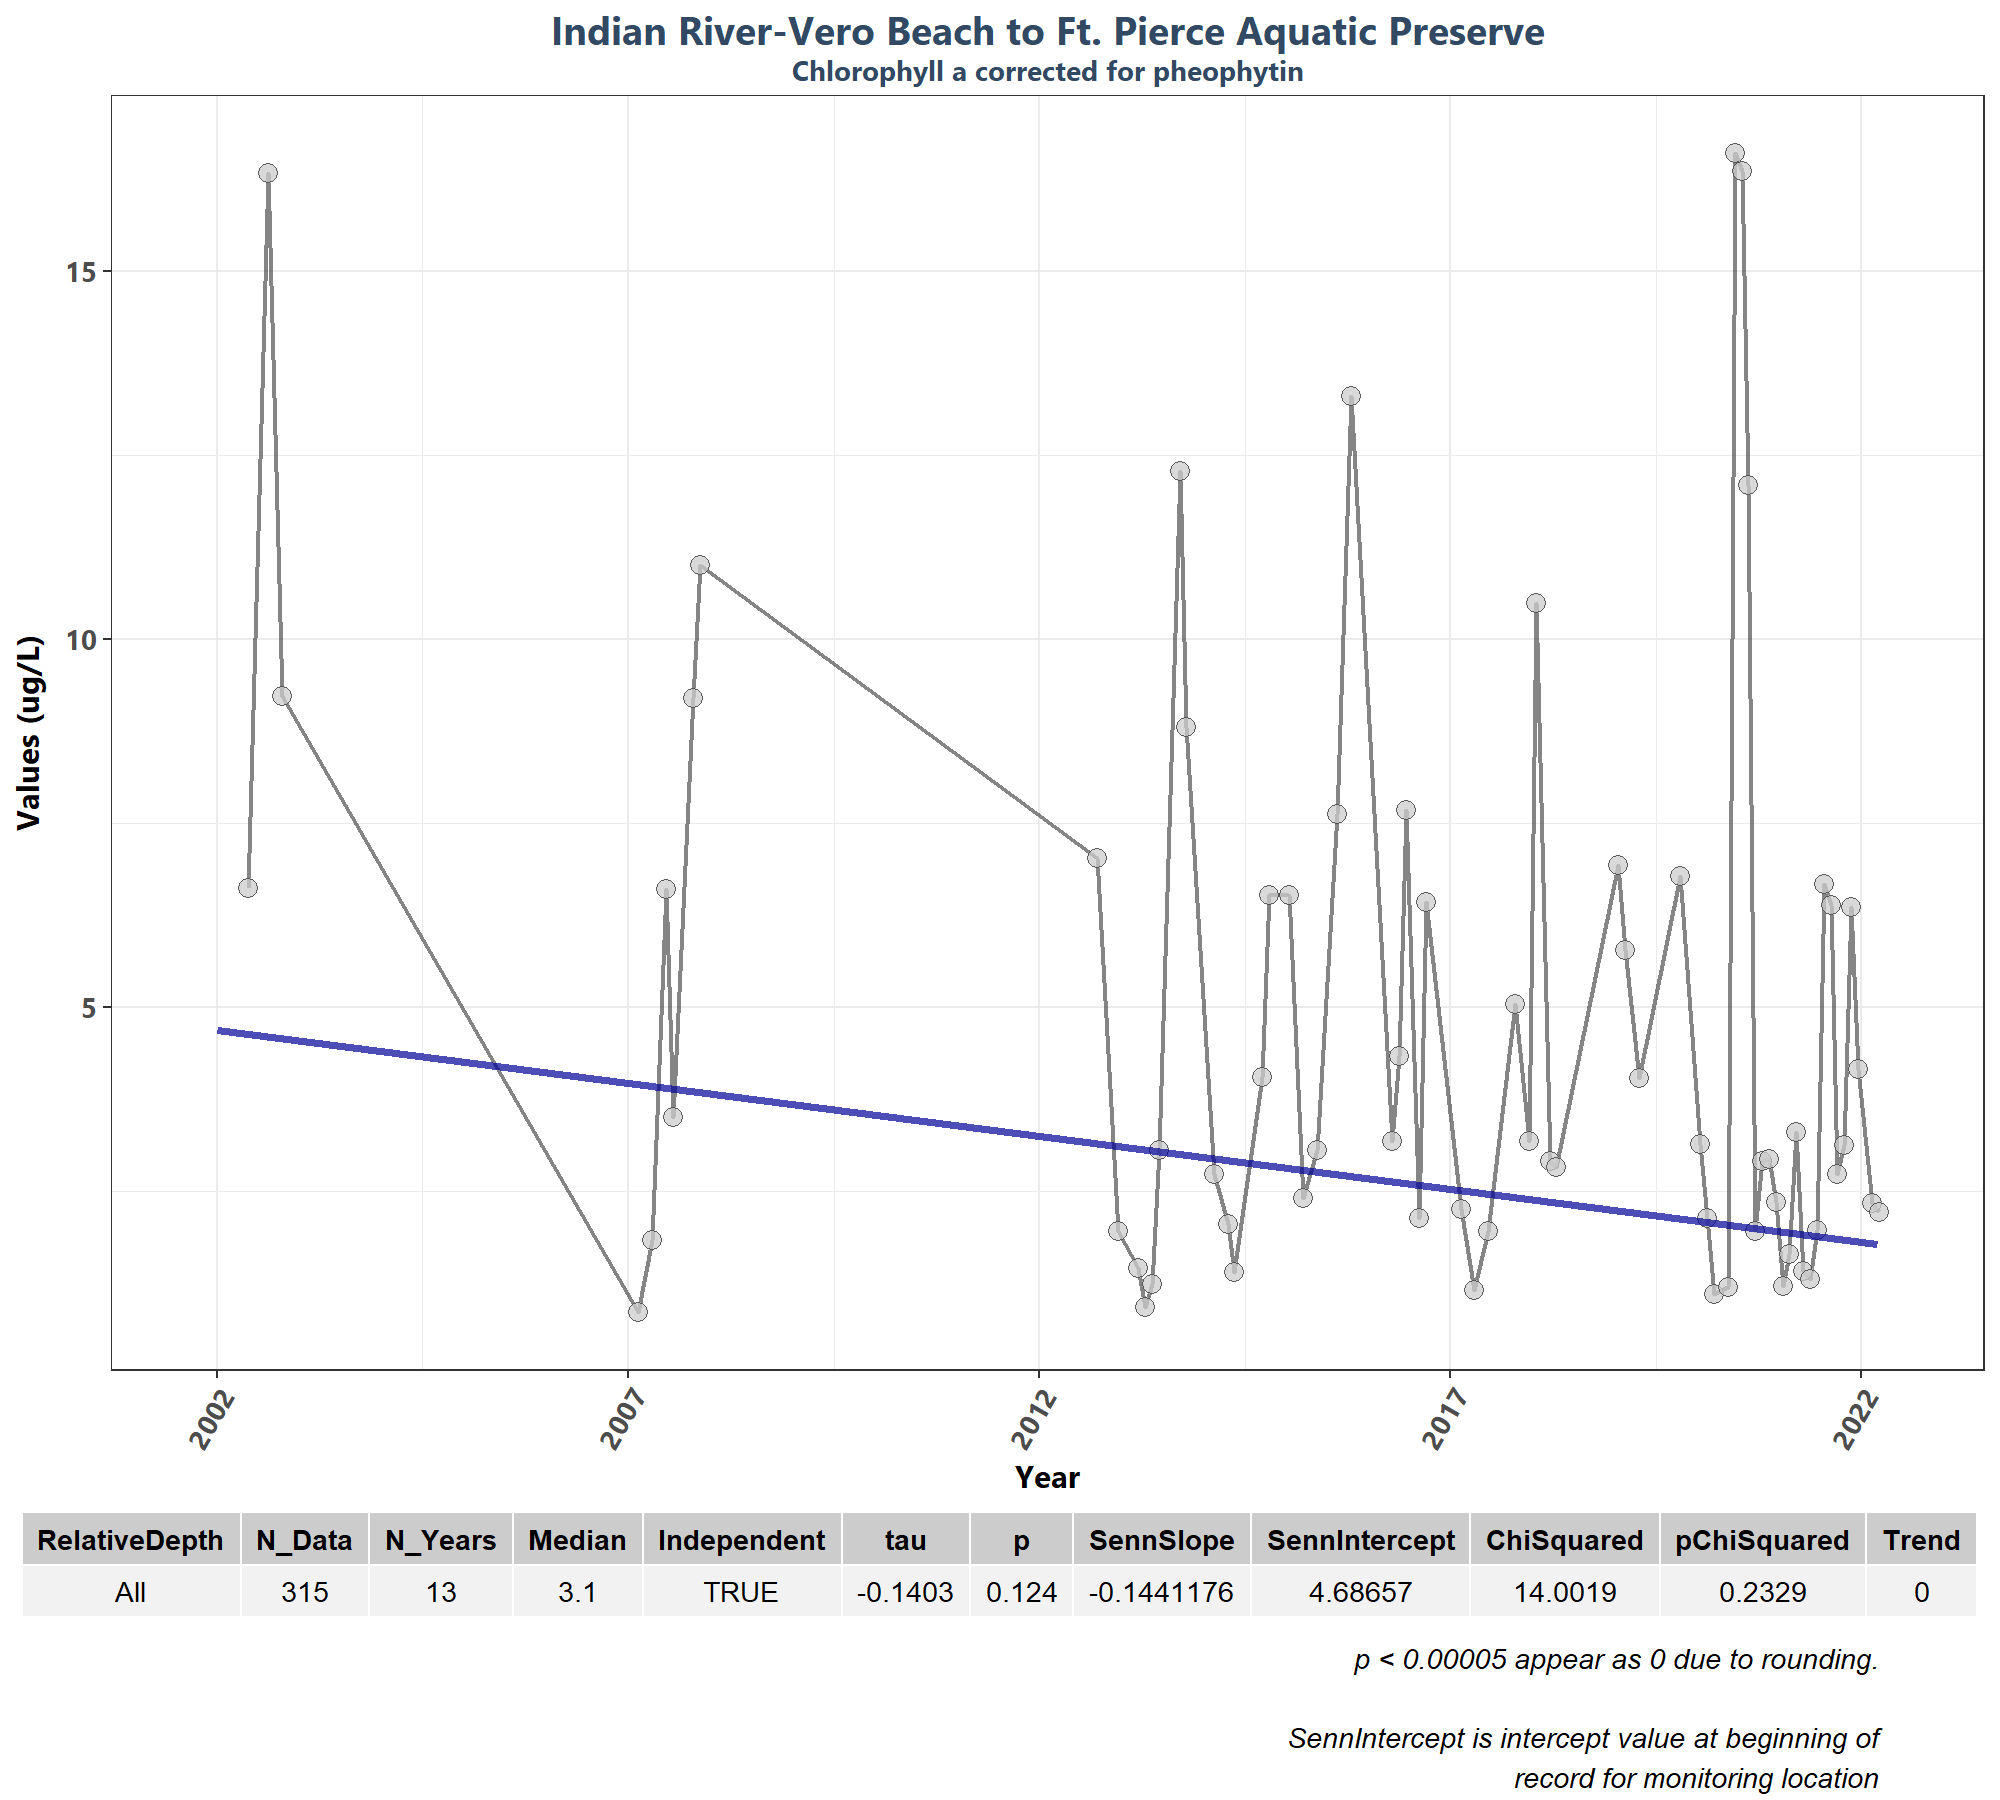 Indian River-Vero Beach to Ft. Pierce Aquatic Preserve
Chlorophyll a corrected for pheophytin
Values (ug/L)
15
10
5
2002
2007
2012
2017
2022
Year
RelativeDepth N_Data N_Years Median Independent tau p SennSlope SennIntercept ChiSquared pChiSquared Trend
All 315 13 3.1 TRUE -0.1403 0.124 -0.1441176 4.68657 14.0019 0.2329 0
p < 0.00005 appear as 0 due to rounding.
SennIntercept is intercept value at beginning of
record for monitoring location